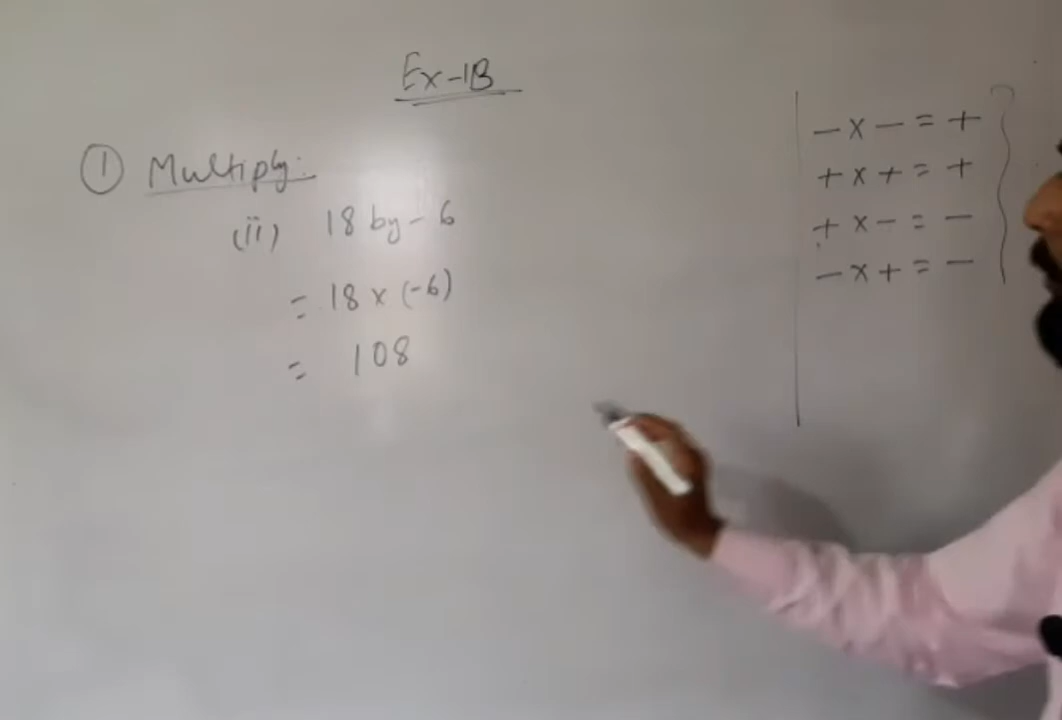 Ex-1B
① Multiply:
(ii) 18 by - 6
= 18 x (-6)
= 108
- x - = +
+ x + = +
+ x - = -
- x + = -